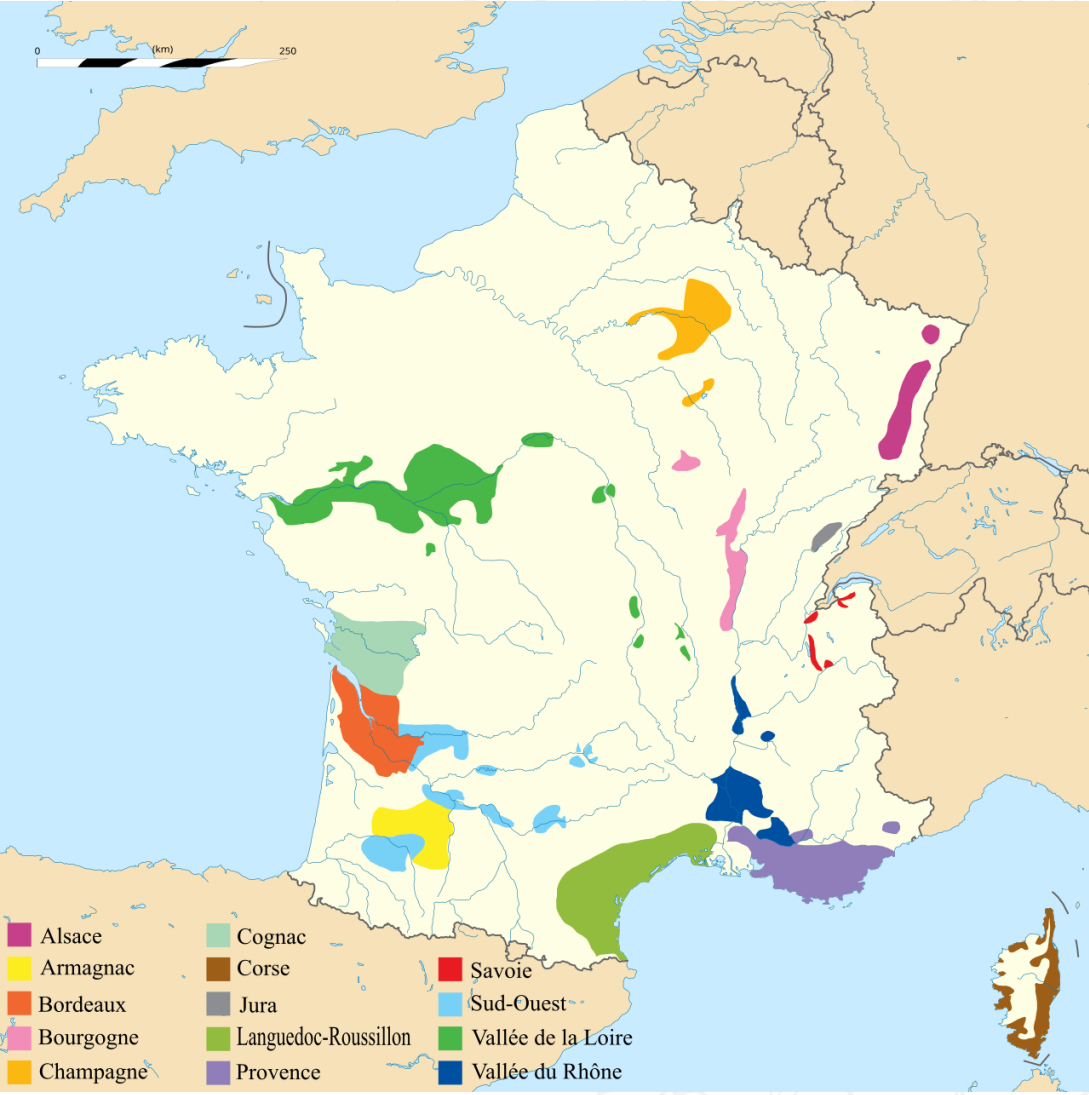 0 (km) 250
Alsace
Armagnac
Bordeaux
Bourgogne
Champagne
Cognac
Corse
Jura
Languedoc-Roussillon
Provence
Savoie
Sud-Ouest
Vallée de la Loire
Vallée du Rhône